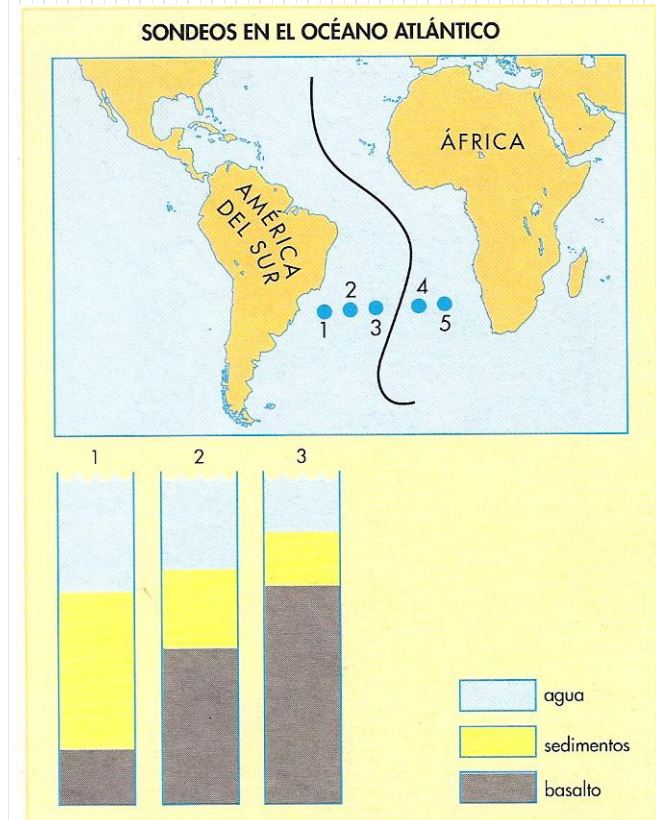 SONDEOS EN EL OCÉANO ATLÁNTICO
ÁFRICA
AMÉRICA
DEL SUR
2
4
1
3
5
1
2
3
agua
sedimentos
basalto